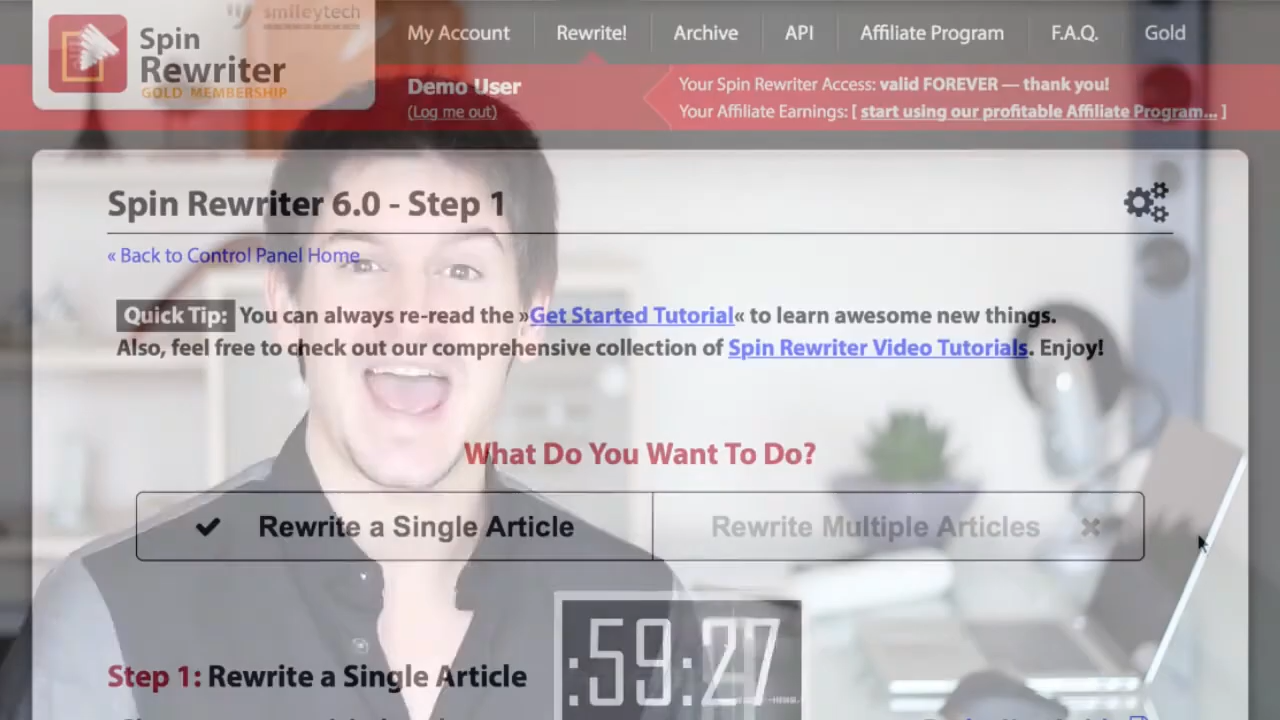 smileytech
My Account
Rewrite!
Archive
API
Affiliate Program
F.A.Q.
Gold
Spin
Rewriter
GOLD MEMBERSHIP
Demo User
(Log me out)
Your Spin Rewriter Access: valid FOREVER — thank you!
Your Affiliate Earnings: [ start using our profitable Affiliate Program... ]
Spin Rewriter 6.0 - Step 1
« Back to Control Panel Home
Quick Tip: You can always re-read the »Get Started Tutorial« to learn awesome new things.
Also, feel free to check out our comprehensive collection of Spin Rewriter Video Tutorials. Enjoy!
What Do You Want To Do?
Rewrite a Single Article
Rewrite Multiple Articles
:59:27
Step 1: Rewrite a Single Article